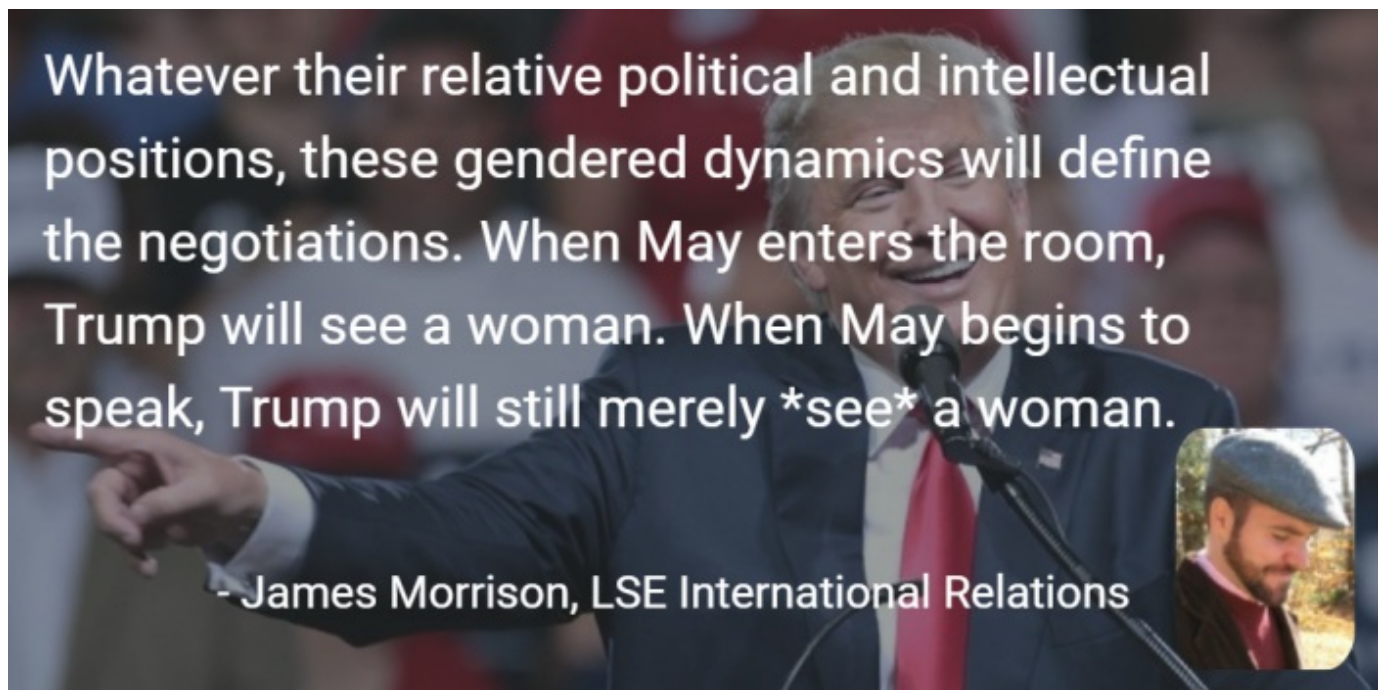 Whatever their relative political and intellectual
positions, these gendered dynamics will define
the negotiations. When May enters the room,
Trump will see a woman. When May begins to
speak, Trump will still merely *see* a woman.
- James Morrison, LSE International Relations